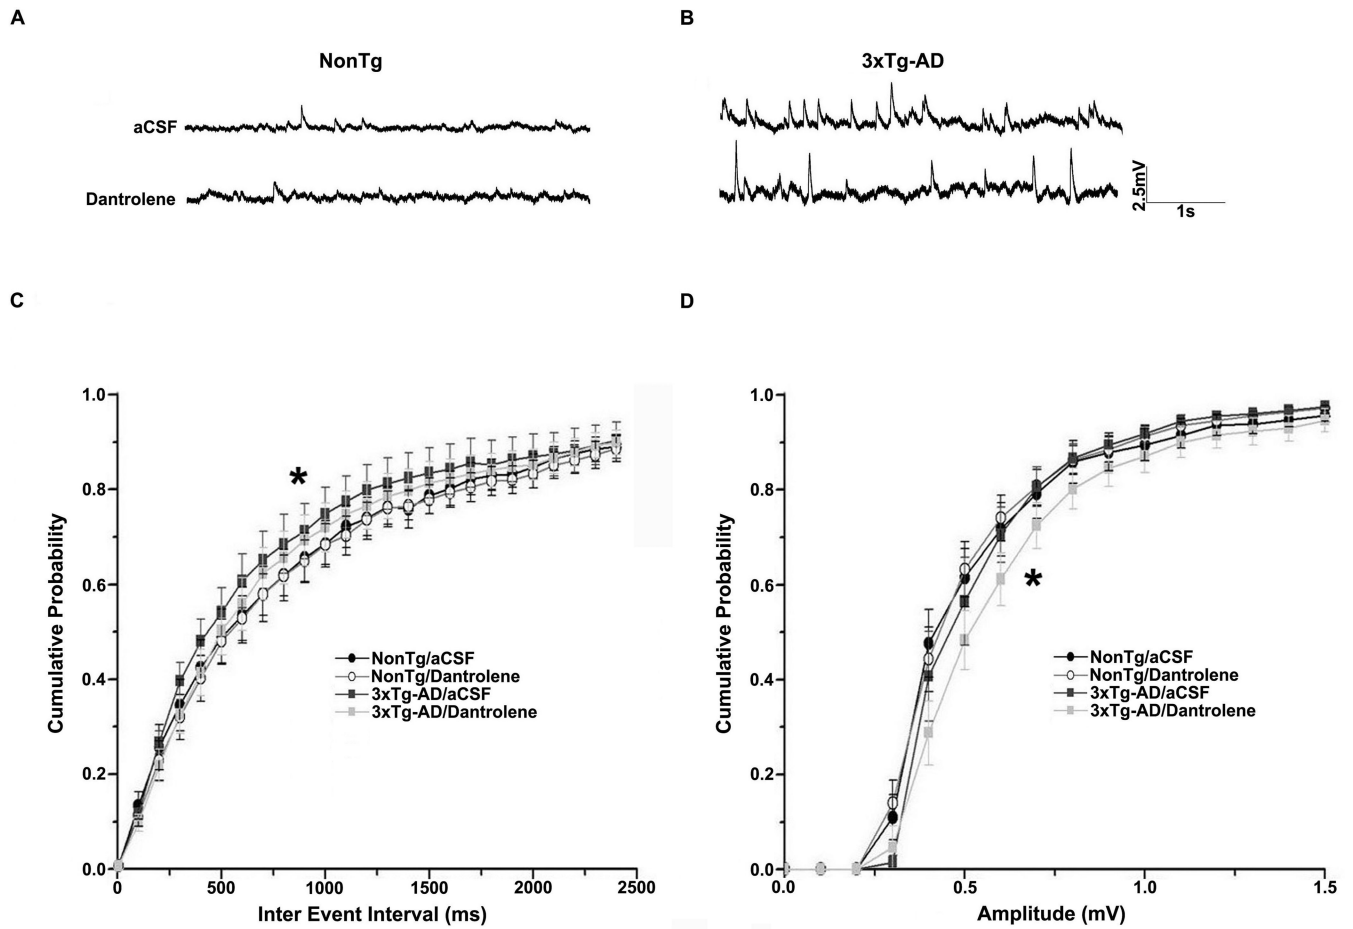 A
B
NonTg
3xTg-AD
aCSF
Dantrolene
2.5mV
1s
C
D
1.0
0.8
0.6
0.4
0.2
0.0
Cumulative Probability
*
NonTg/aCSF
NonTg/Dantrolene
3xTg-AD/aCSF
3xTg-AD/Dantrolene
0 500 1000 1500 2000 2500
Inter Event Interval (ms)
1.0
0.8
0.6
0.4
0.2
0.0
Cumulative Probability
*
NonTg/aCSF
NonTg/Dantrolene
3xTg-AD/aCSF
3xTg-AD/Dantrolene
0.0 0.5 1.0 1.5
Amplitude (mV)